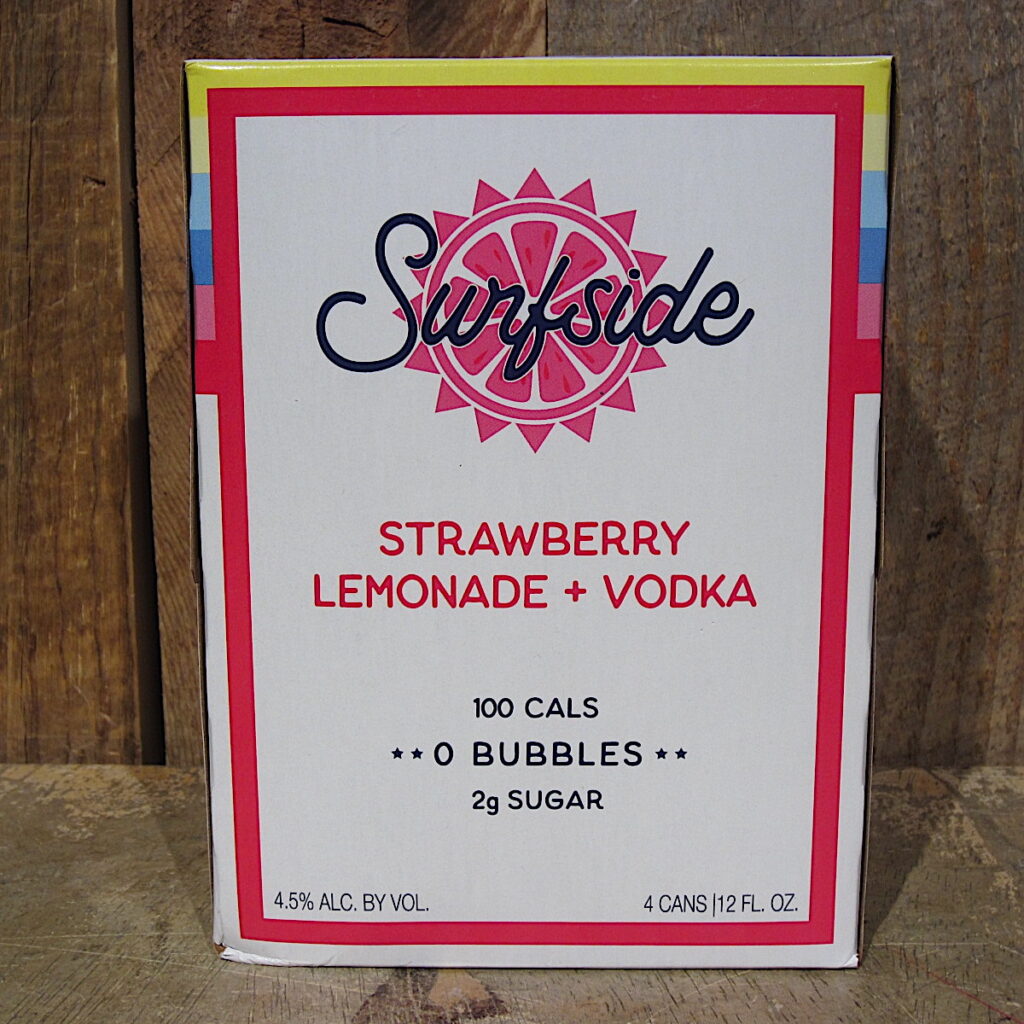 Surfside
STRAWBERRY
LEMONADE + VODKA
100 CALS
★★ 0 BUBBLES ★★
2g SUGAR
4.5% ALC. BY VOL.
4 CANS | 12 FL. OZ.